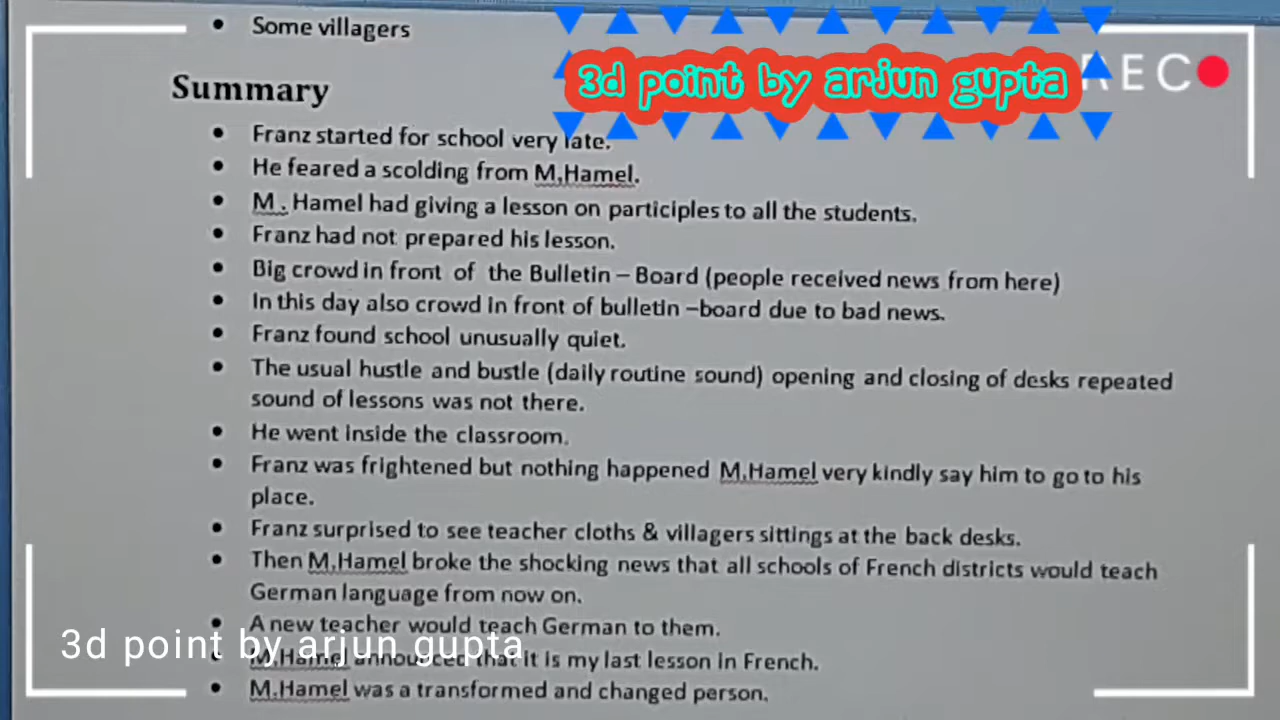 • Some villagers
3d point by arjun gupta
REC
Summary
• Franz started for school very late.
• He feared a scolding from M,Hamel.
• M . Hamel had giving a lesson on participles to all the students.
• Franz had not prepared his lesson.
• Big crowd in front of the Bulletin – Board (people received news from here)
• In this day also crowd in front of bulletin –board due to bad news.
• Franz found school unusually quiet.
• The usual hustle and bustle (daily routine sound) opening and closing of desks repeated
sound of lessons was not there.
• He went inside the classroom.
• Franz was frightened but nothing happened M,Hamel very kindly say him to go to his
place.
• Franz surprised to see teacher cloths & villagers sittings at the back desks.
• Then M,Hamel broke the shocking news that all schools of French districts would teach
German language from now on.
• A new teacher would teach German to them.
3d point by arjun gupta
• M.Hamel announced that it is my last lesson in French.
• M.Hamel was a transformed and changed person.